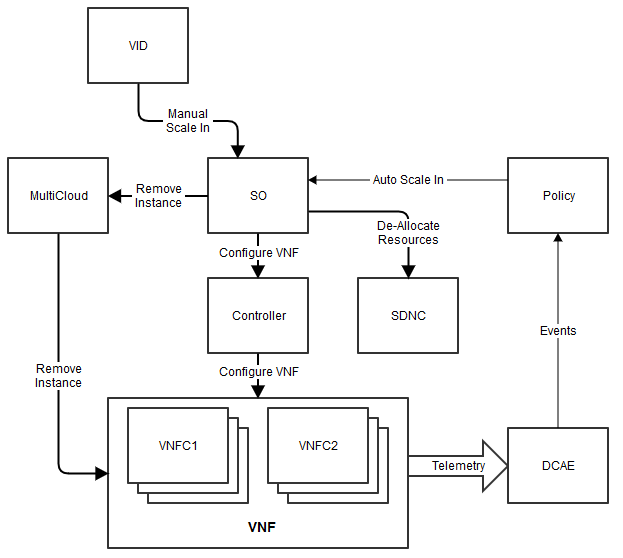 VID
Manual
Scale In
MultiCloud
Remove
Instance
SO
Auto Scale In
Policy
De-Allocate
Resources
Configure VNF
Controller
SDNC
Events
Remove
Instance
Configure VNF
VNFC1
VNFC2
Telemetry
DCAE
VNF